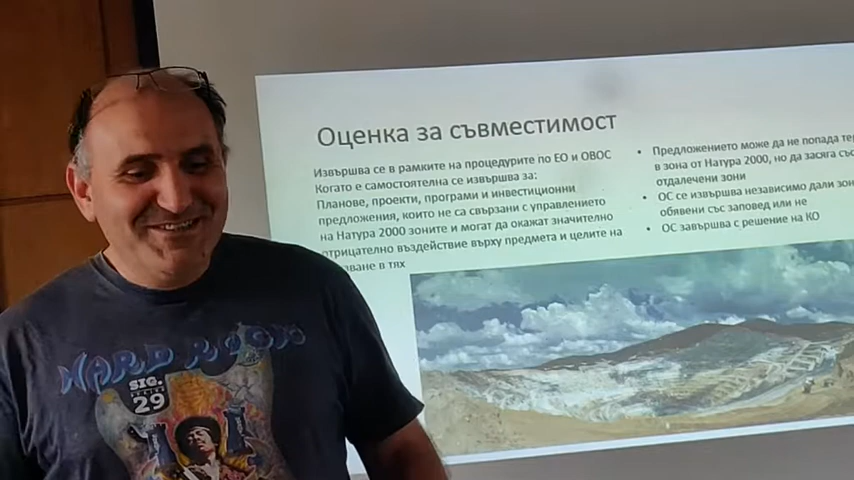 Оценка за съвместимост
Извършва се в рамките на процедурите по ЕО и ОВОС
Когато е самостоятелна се извършва за:
Планове, проекти, програми и инвестиционни
предложения, които не са свързани с управлението
на Натура 2000 зоните и могат да окажат значително
отрицателно въздействие върху предмета и целите на
в тях
• Предложението може да не попада
в зона от Натура 2000, но да засяга
отдалечени зони
• ОС се извършва независимо дали
обявени със заповед или не
• ОС завършва с решение на КО
HARD ROCK
SIG.
SERIES
29